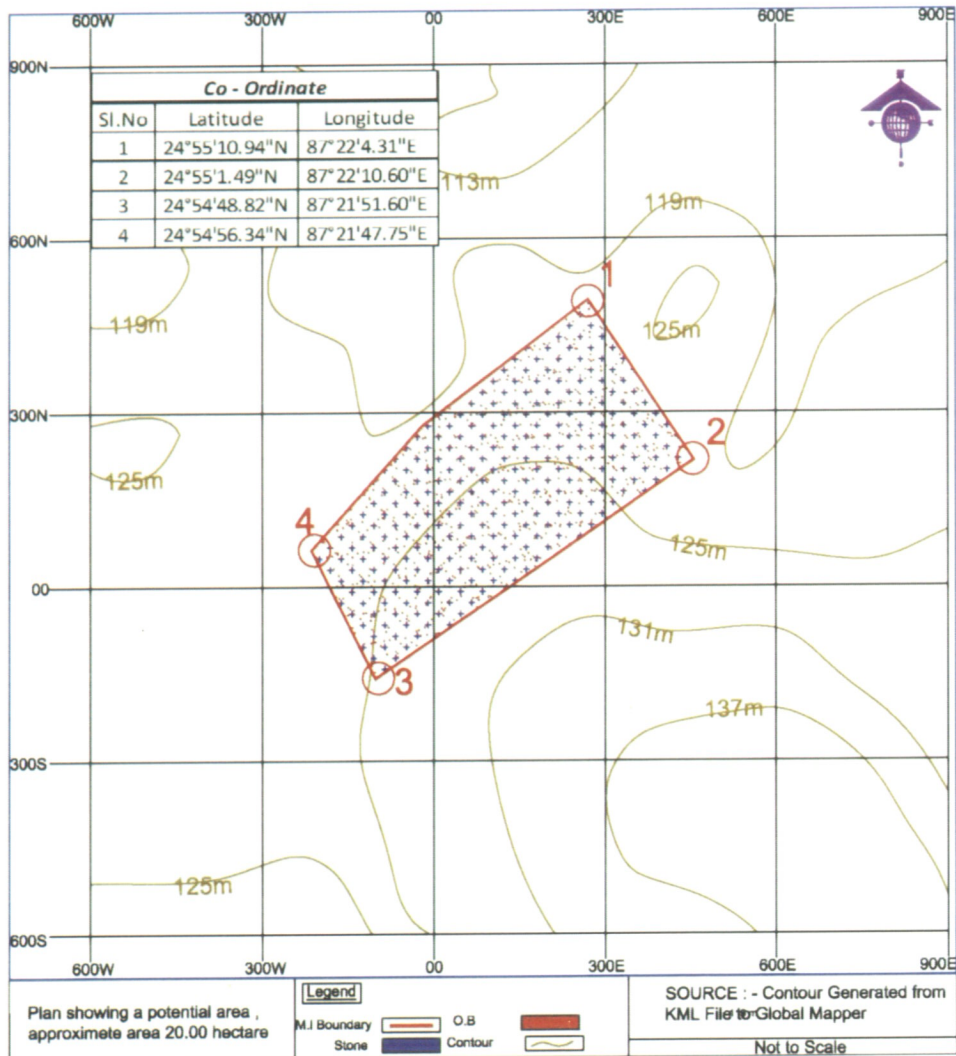 600W 300W 00 300E 600E 900E
900N
Co - Ordinate
Sl.No Latitude Longitude
1 24°55'10.94"N 87°22'4.31"E
2 24°55'1.49"N 87°22'10.60"E
3 24°54'48.82"N 87°21'51.60"E
4 24°54'56.34"N 87°21'47.75"E
113m
119m
600N
1
119m
125m
300N
2
125m
4
125m
00
131m
3
137m
300S
125m
600S
600W 300W 00 300E 600E 900E
Plan showing a potential area ,
approximete area 20.00 hectare
Legend
M.I Boundary O.B
Stone Contour
SOURCE : - Contour Generated from
KML File to Global Mapper
Not to Scale